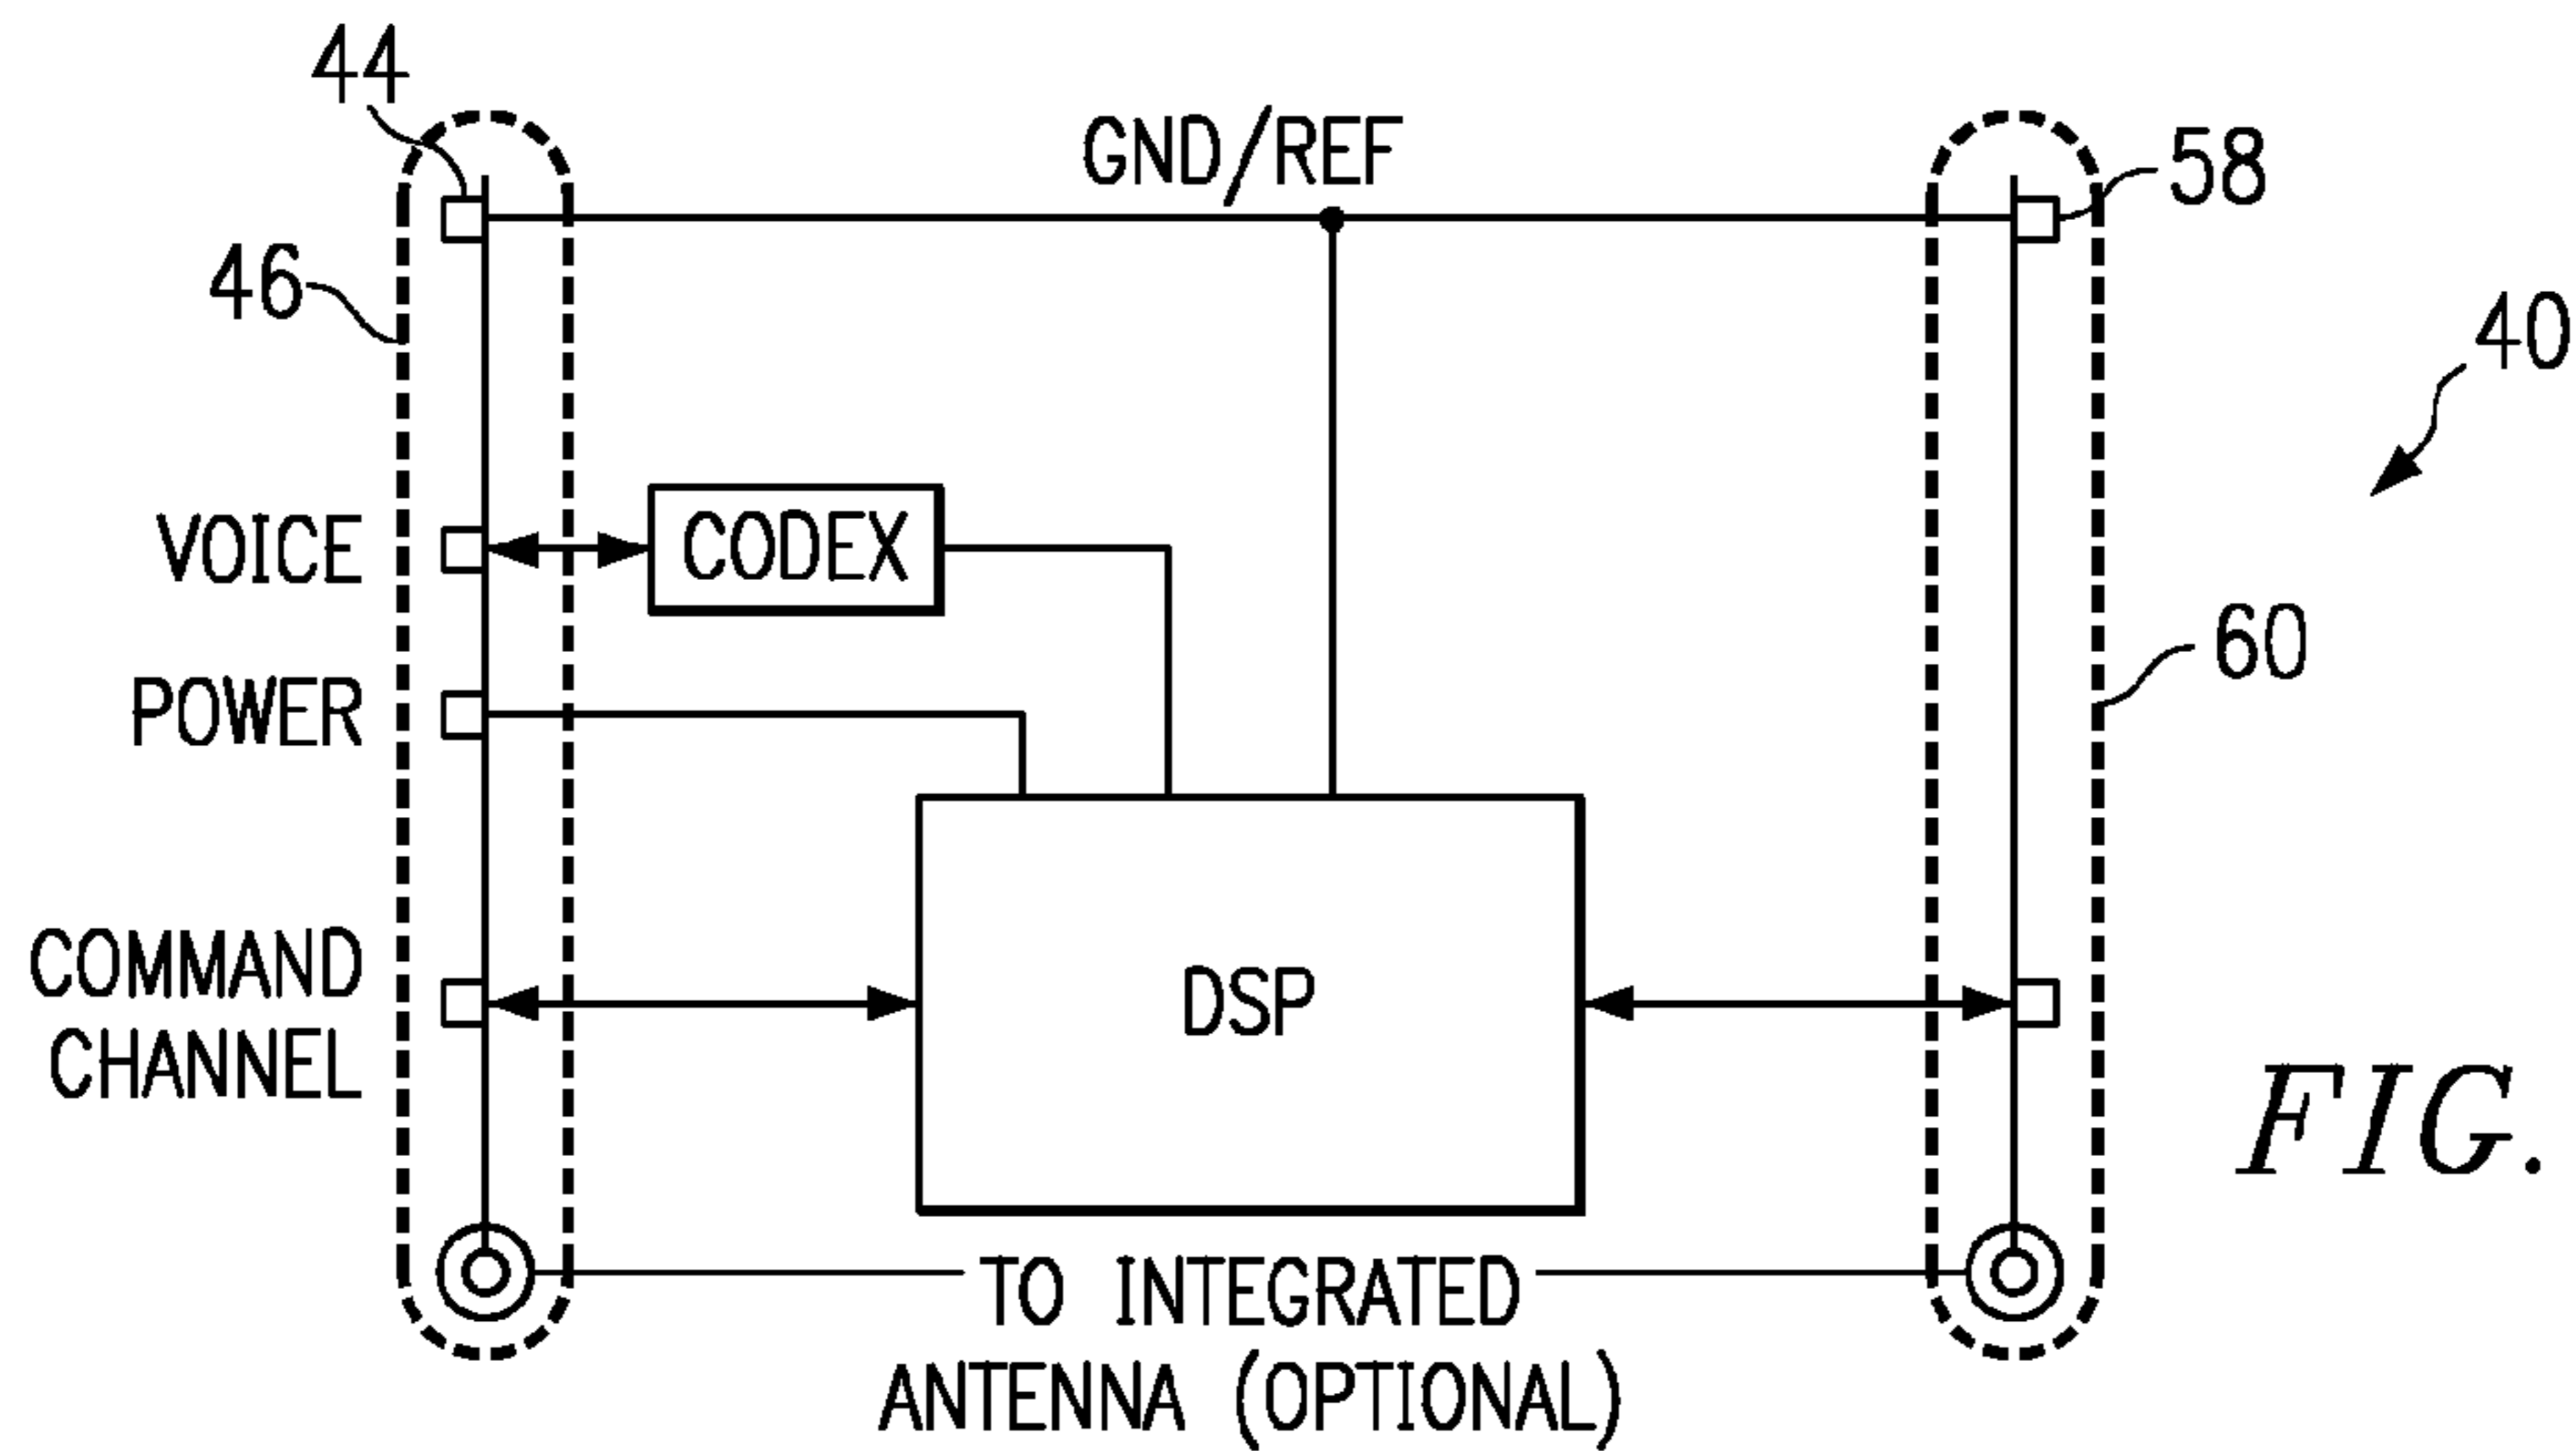 44
GND/REF
58
46
40
VOICE
CODEX
60
POWER
COMMAND
CHANNEL
DSP
FIG.
TO INTEGRATED
ANTENNA (OPTIONAL)